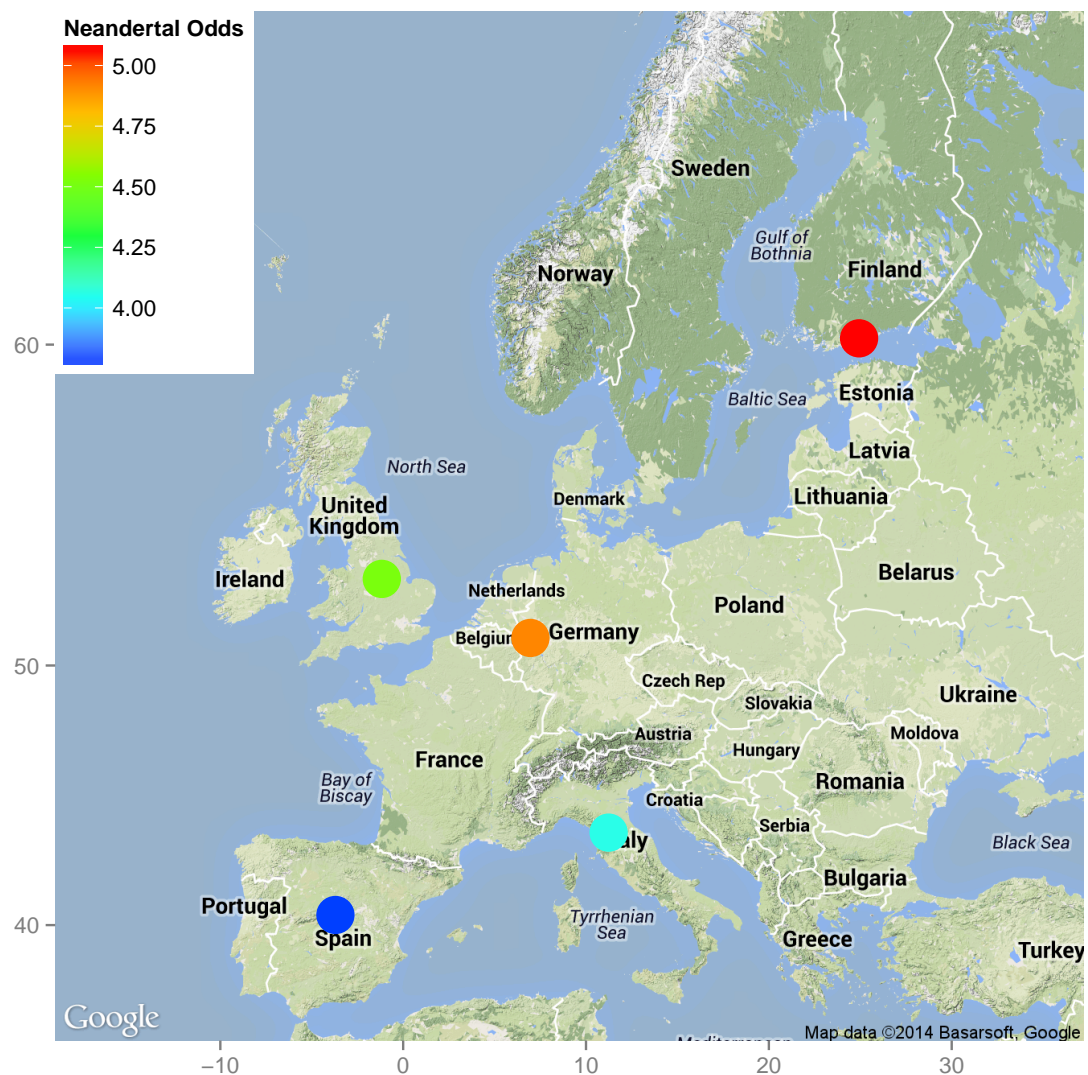 Neandertal Odds
5.00
4.75
4.50
4.25
4.00
60
50
40
Sweden
Gulf of
Bothnia
Finland
Norway
Estonia
Baltic Sea
Latvia
North Sea
Denmark
Lithuania
United
Kingdom
Ireland
Netherlands
Belarus
Poland
Belgium
Germany
Czech Rep
Slovakia
Ukraine
Austria
Moldova
Hungary
France
Bay of
Biscay
Romania
Croatia
Serbia
Italy
Black Sea
Bulgaria
Portugal
Spain
Tyrrhenian
Sea
Greece
Turkey
Google
Map data ©2014 Basarsoft, Google
Mediterranean
−10
0
10
20
30